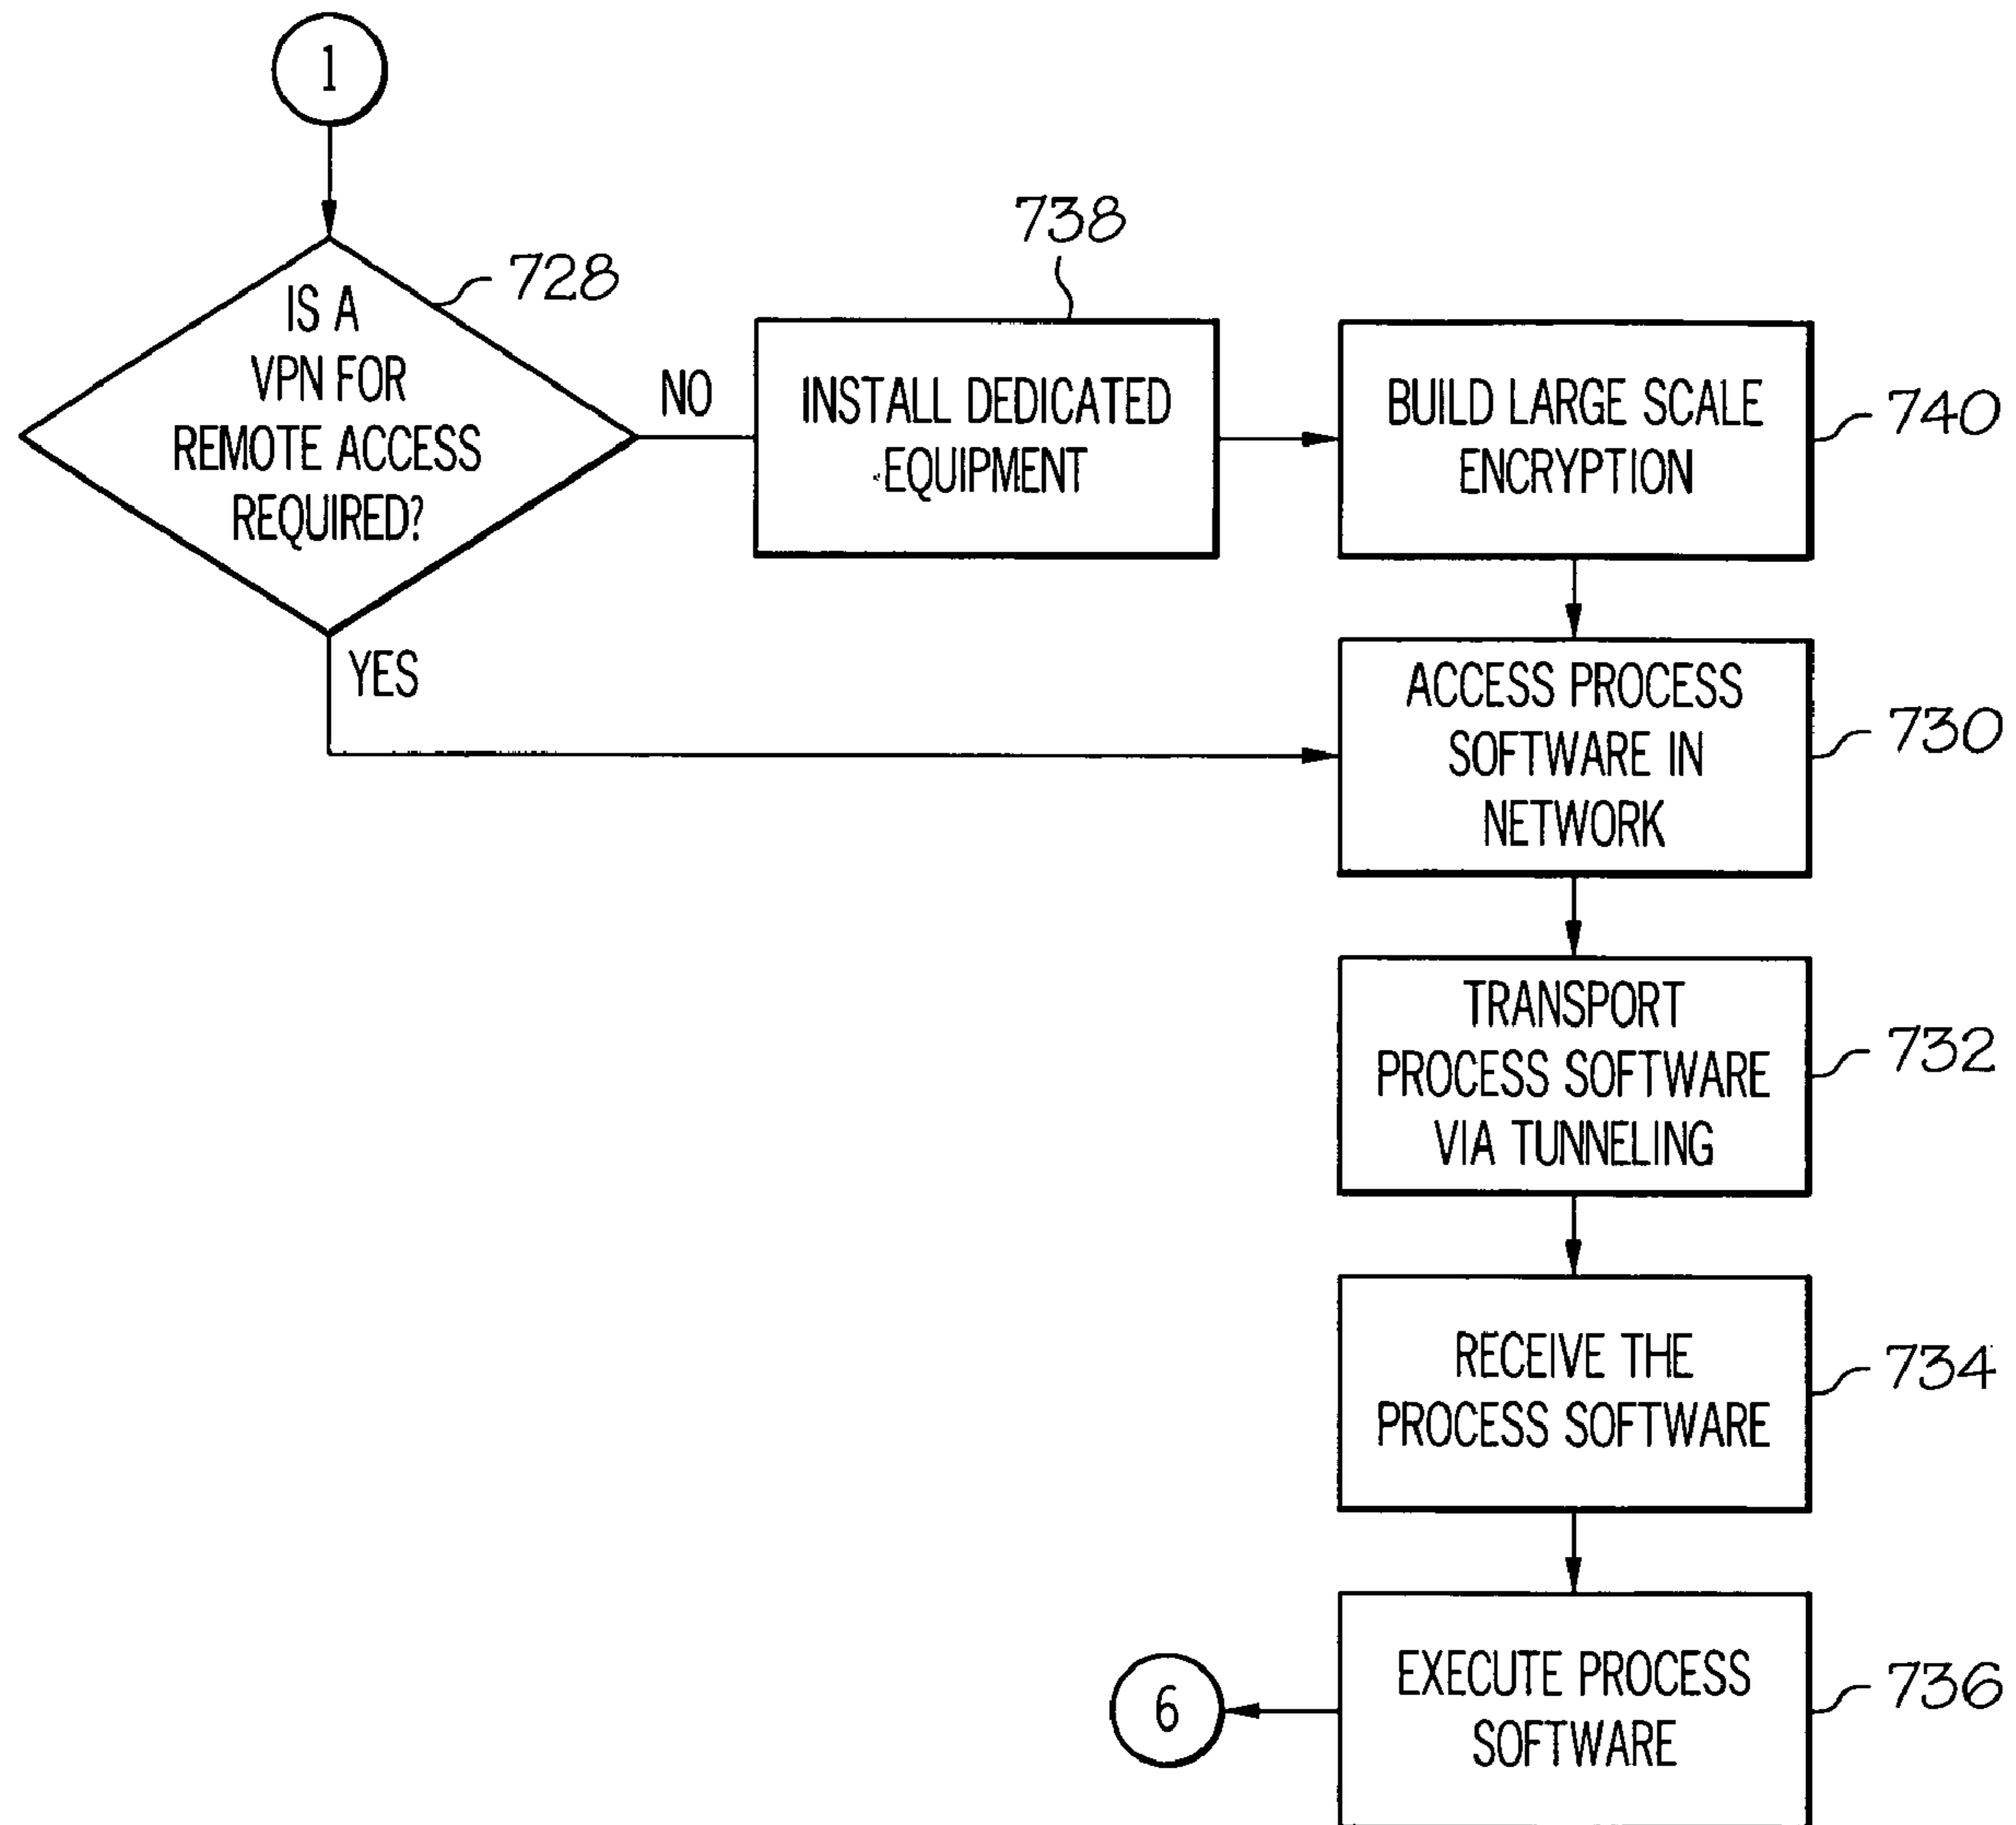 1
IS A
VPN FOR
REMOTE ACCESS
REQUIRED?
728
NO
YES
738
INSTALL DEDICATED
EQUIPMENT
BUILD LARGE SCALE
ENCRYPTION
740
ACCESS PROCESS
SOFTWARE IN
NETWORK
730
TRANSPORT
PROCESS SOFTWARE
VIA TUNNELING
732
RECEIVE THE
PROCESS SOFTWARE
734
EXECUTE PROCESS
SOFTWARE
736
6